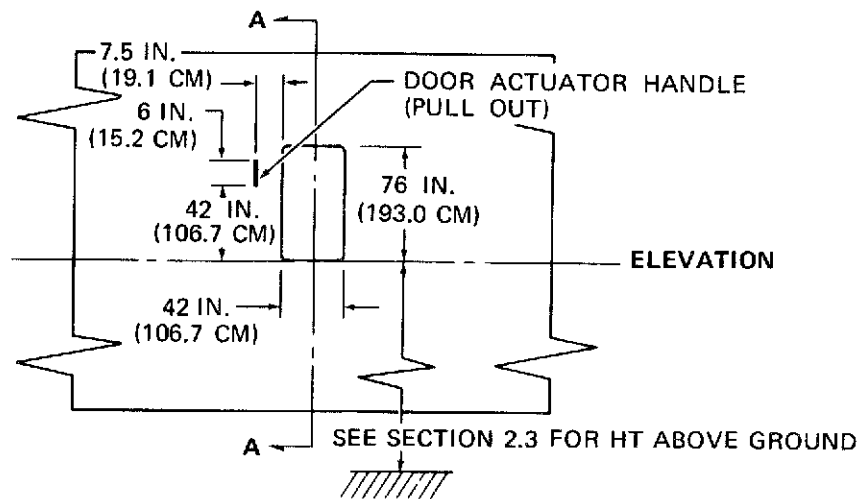 A
7.5 IN.
(19.1 CM)
DOOR ACTUATOR HANDLE
(PULL OUT)
6 IN.
(15.2 CM)
76 IN.
(193.0 CM)
42 IN.
(106.7 CM)
ELEVATION
42 IN.
(106.7 CM)
A
SEE SECTION 2.3 FOR HT ABOVE GROUND